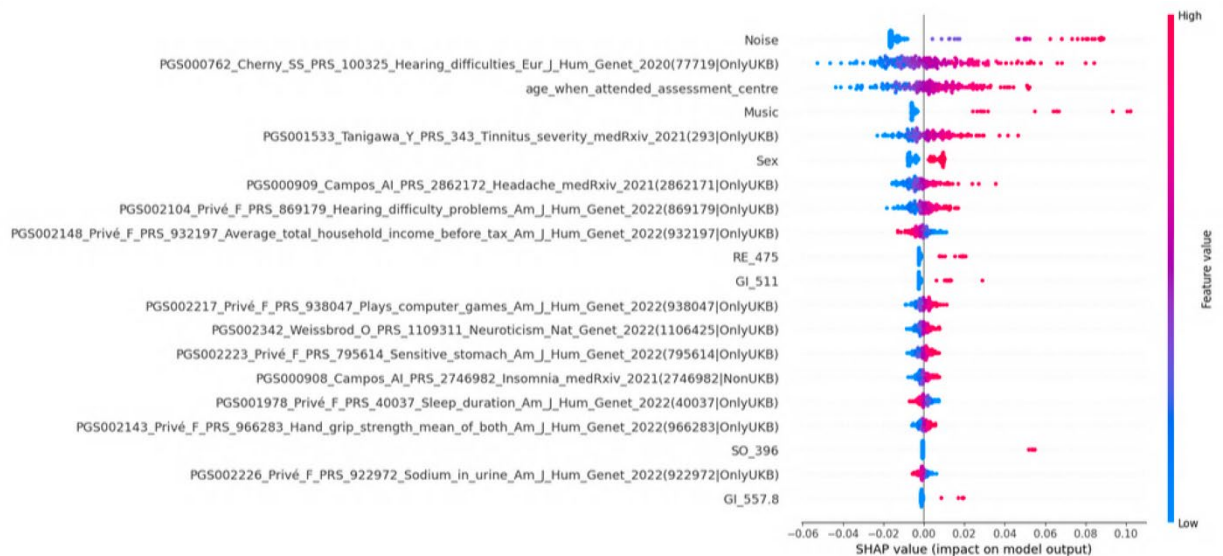 High
Noise
PGS000762_Cherny_SS_PRS_100325_Hearing_difficulties_Eur_J_Hum_Genet_2020(77719|OnlyUKB)
age_when_attended_assessment_centre
Music
PGS001533_Tanigawa_Y_PRS_343_Tinnitus_severity_medRxiv_2021(293|OnlyUKB)
Sex
PGS000909_Campos_AI_PRS_2862172_Headache_medRxiv_2021(2862171|OnlyUKB)
PGS002104_Privé_F_PRS_869179_Hearing_difficulty_problems_Am_J_Hum_Genet_2022(869179|OnlyUKB)
PGS002148_Privé_F_PRS_932197_Average_total_household_income_before_tax_Am_J_Hum_Genet_2022(932197|OnlyUKB)
RE_475
GI_511
PGS002217_Privé_F_PRS_938047_Plays_computer_games_Am_J_Hum_Genet_2022(938047|OnlyUKB)
PGS002342_Weissbrod_O_PRS_1109311_Neuroticism_Nat_Genet_2022(1106425|OnlyUKB)
PGS002223_Privé_F_PRS_795614_Sensitive_stomach_Am_J_Hum_Genet_2022(795614|OnlyUKB)
PGS000908_Campos_AI_PRS_2746982_Insomnia_medRxiv_2021(2746982|NonUKB)
PGS001978_Privé_F_PRS_40037_Sleep_duration_Am_J_Hum_Genet_2022(40037|OnlyUKB)
PGS002143_Privé_F_PRS_966283_Hand_grip_strength_mean_of_both_Am_J_Hum_Genet_2022(966283|OnlyUKB)
SO_396
PGS002226_Privé_F_PRS_922972_Sodium_in_urine_Am_J_Hum_Genet_2022(922972|OnlyUKB)
GI_557.8
Feature value
Low
−0.06 −0.04 −0.02 0.00 0.02 0.04 0.06 0.08 0.10
SHAP value (impact on model output)